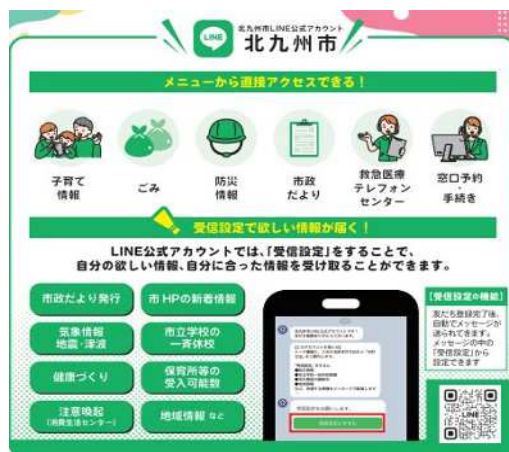 LINE
北九州市LINE公式アカウント
北九州市
メニューから直接アクセスできる！
子育て
情報
ごみ
防災
情報
市政
だより
救急医療
テレフォン
センター
窓口予約
・
手続き
受信設定で欲しい情報が届く！
LINE公式アカウントでは、「受信設定」をすることで、
自分の欲しい情報、自分に合った情報を受け取ることができます。
市政だより発行
市HPの新着情報
気象情報
地震・津波
市立学校の
一斉休校
健康づくり
保育所等の
受入可能数
注意喚起
(消費生活センター)
地域情報 など
【受信設定の機能】
友だち登録完了後、
自動でメッセージが
送られてきます。
メッセージの中の
「受信設定」から
設定できます
LINE